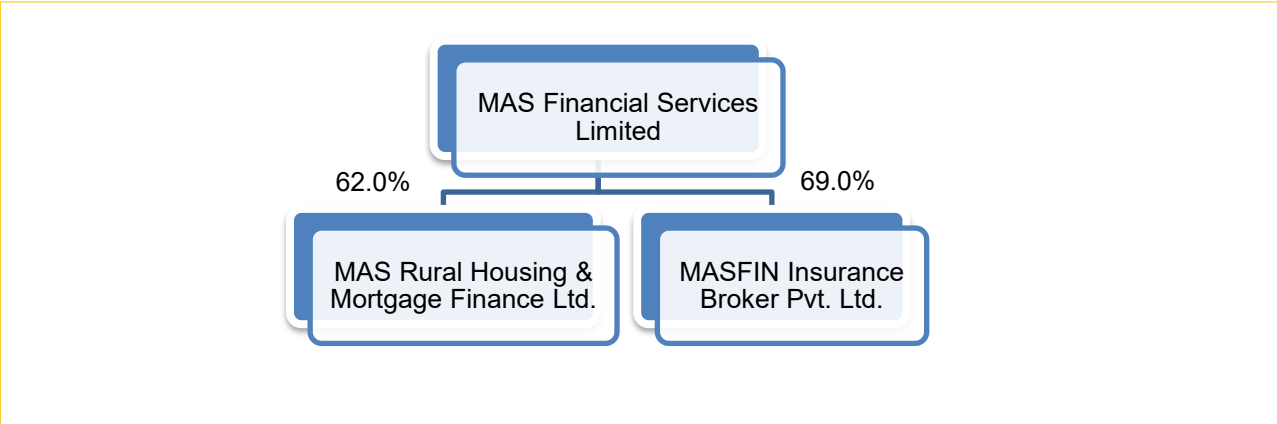 MAS Financial Services
Limited
62.0%
69.0%
MAS Rural Housing &
Mortgage Finance Ltd.
MASFIN Insurance
Broker Pvt. Ltd.